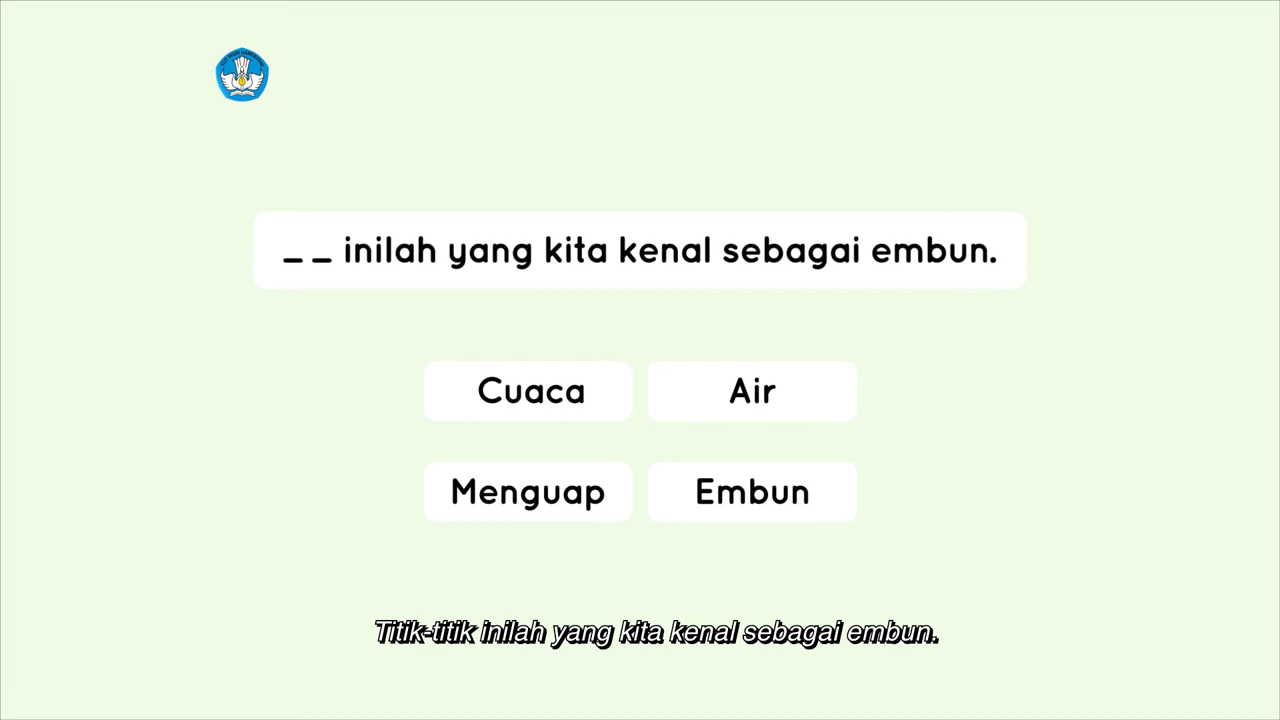 _ _ inilah yang kita kenal sebagai embun.
Cuaca
Air
Menguap
Embun
Titik-titik inilah yang kita kenal sebagai embun.